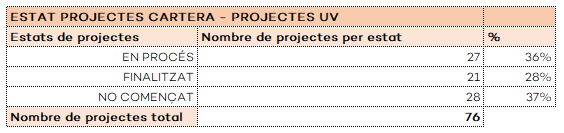 ESTAT PROJECTES CARTERA - PROJECTES UV
Estats de projectes Nombre de projectes per estat %
EN PROCÉS 27 36%
FINALITZAT 21 28%
NO COMENÇAT 28 37%
Nombre de projectes total 76